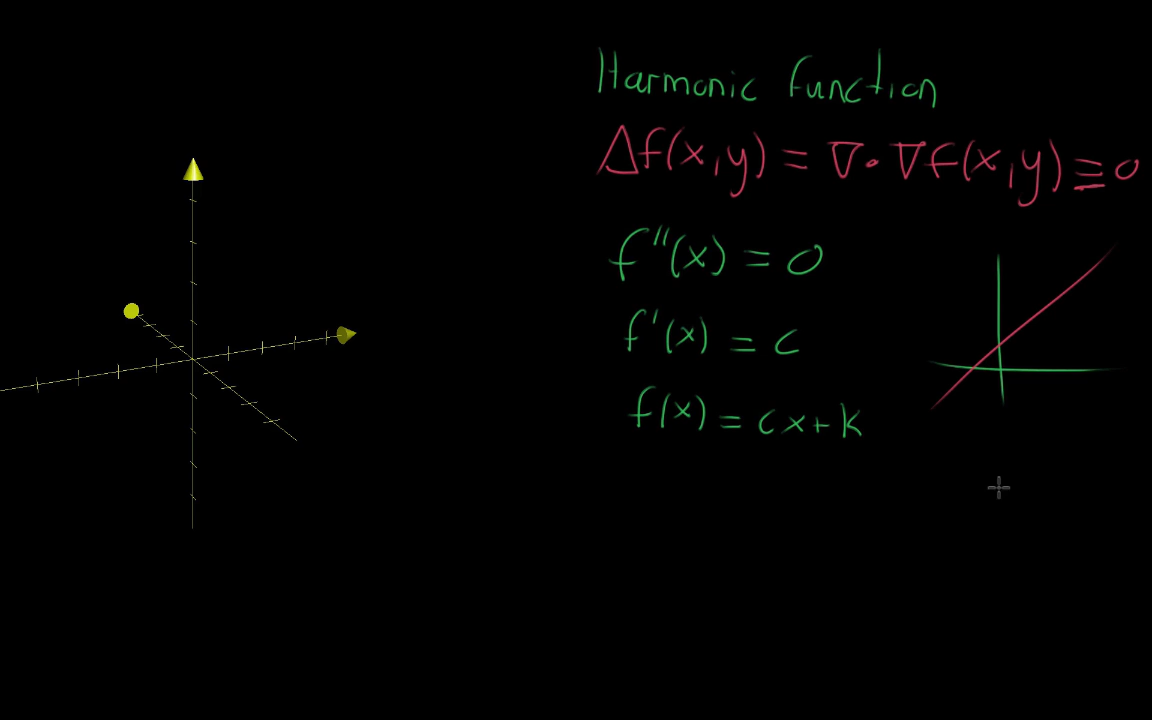 Harmonic function
Δf(x,y) = ∇·∇f(x,y) ≡ 0
f''(x) = 0
f'(x) = c
f(x) = cx+k